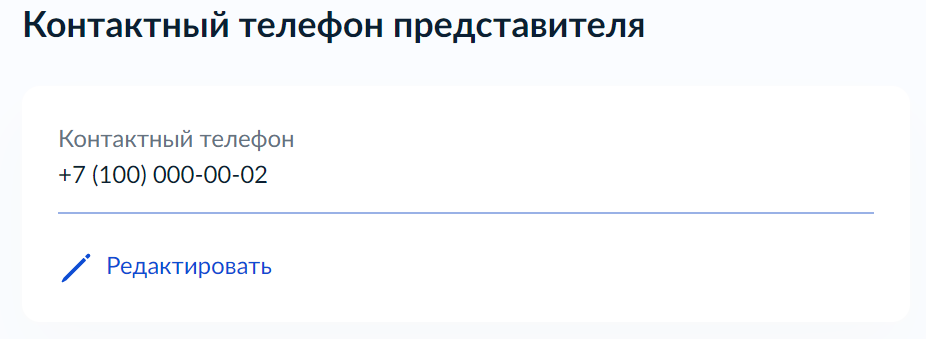 Контактный телефон представителя
Контактный телефон
+7 (100) 000-00-02
Редактировать